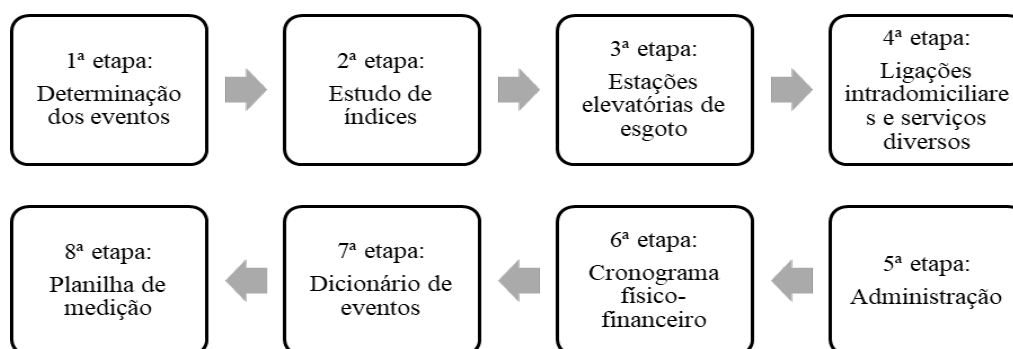 1ª etapa:
Determinação
dos eventos
2ª etapa:
Estudo de
índices
3ª etapa:
Estações
elevatórias de
esgoto
4ª etapa:
Ligações
intradomiciliare
s e serviços
diversos
5ª etapa:
Administração
6ª etapa:
Cronograma
físico-
financeiro
7ª etapa:
Dicionário de
eventos
8ª etapa:
Planilha de
medição